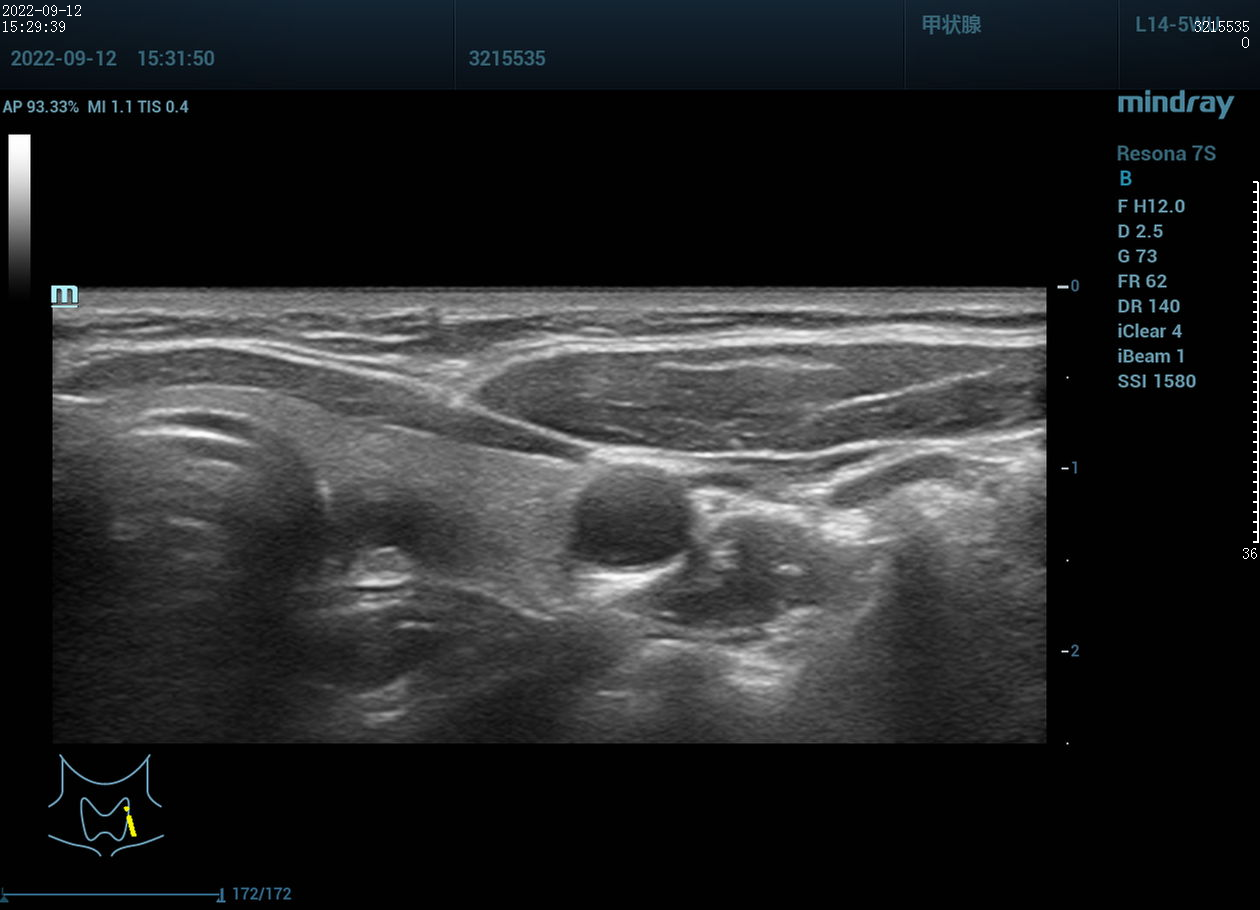 2022-09-12
15:29:39
甲状腺
3215535
0
2022-09-12 15:31:50
3215535
AP 93.33% MI 1.1 TIS 0.4
mindray
Resona 7S
B
F H12.0
D 2.5
G 73
FR 62
DR 140
iClear 4
iBeam 1
SSI 1580
m
0
1
2
36
172/172